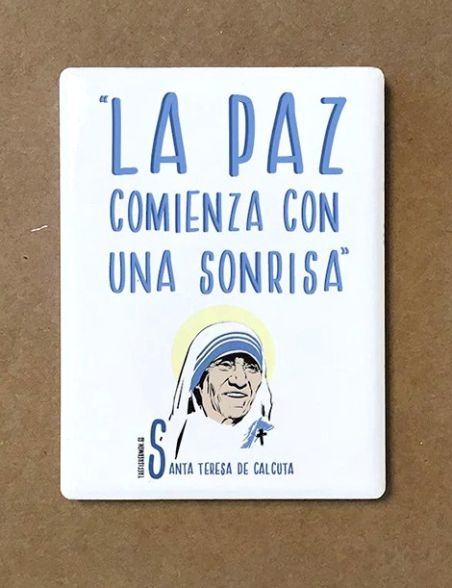 “LA PAZ
COMIENZA CON
UNA SONRISA”
SANTA TERESA DE CALCUTA